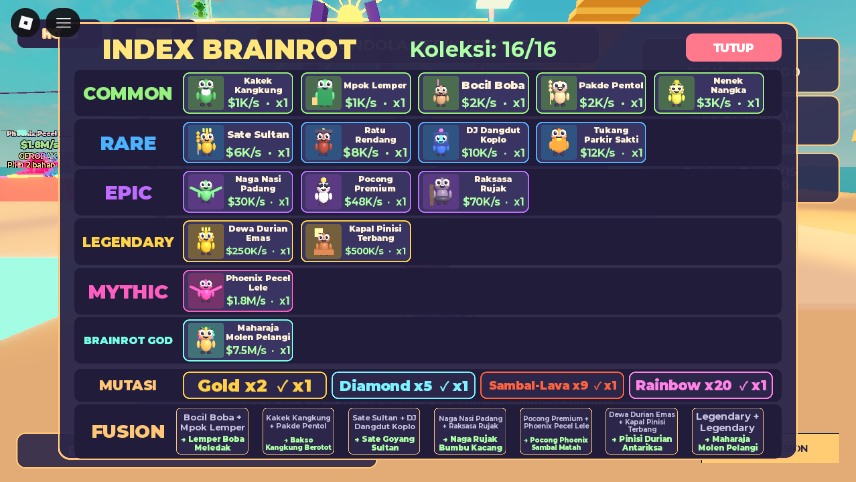 INDEX BRAINROT
Koleksi: 16/16
TUTUP
COMMON
Kakek
Kangkung
$1K/s · x1
Mpok Lemper
$1K/s · x1
Bocil Boba
$2K/s · x1
Pakde Pentol
$2K/s · x1
Nenek
Nangka
$3K/s · x1
RARE
Sate Sultan
$6K/s · x1
Ratu
Rendang
$8K/s · x1
DJ Dangdut
Koplo
$10K/s · x1
Tukang
Parkir Sakti
$12K/s · x1
EPIC
Naga Nasi
Padang
$30K/s · x1
Pocong
Premium
$48K/s · x1
Raksasa
Rujak
$70K/s · x1
LEGENDARY
Dewa Durian
Emas
$250K/s · x1
Kapal Pinisi
Terbang
$500K/s · x1
MYTHIC
Phoenix Pecel
Lele
$1.8M/s · x1
BRAINROT GOD
Maharaja
Molen Pelangi
$7.5M/s · x1
MUTASI
Gold x2 ✓ x1
Diamond x5 ✓ x1
Sambal-Lava x9 ✓ x1
Rainbow x20 ✓ x1
FUSION
Bocil Boba +
Mpok Lemper
→ Lemper Boba
Meledak
Kakek Kangkung
+ Pakde Pentol
→ Bakso
Kangkung Berotot
Sate Sultan + DJ
Dangdut Koplo
→ Sate Goyang
Sultan
Naga Nasi Padang
+ Raksasa Rujak
→ Naga Rujak
Bumbu Kacang
Pocong Premium +
Phoenix Pecel Lele
→ Pocong Phoenix
Sambal Matah
Dewa Durian Emas
+ Kapal Pinisi
Terbang
→ Pinisi Durian
Antariksa
Legendary +
Legendary
→ Maharaja
Molen Pelangi